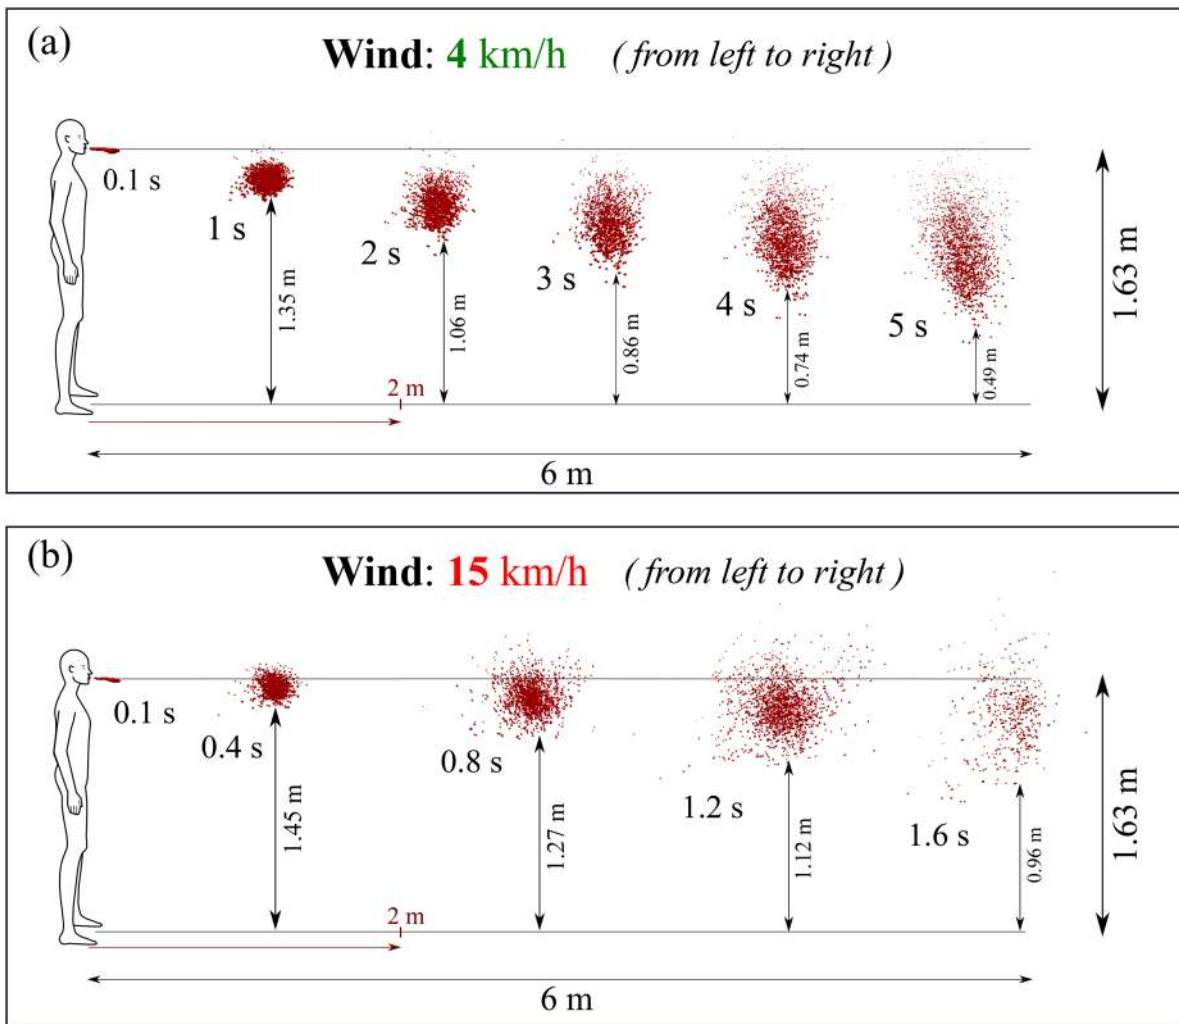 (a)
Wind: 4 km/h ( from left to right )
0.1 s
1 s
2 s
3 s
4 s
5 s
1.35 m
1.06 m
0.86 m
0.74 m
0.49 m
1.63 m
2 m
6 m
(b)
Wind: 15 km/h ( from left to right )
0.1 s
0.4 s
0.8 s
1.2 s
1.6 s
1.45 m
1.27 m
1.12 m
0.96 m
1.63 m
2 m
6 m